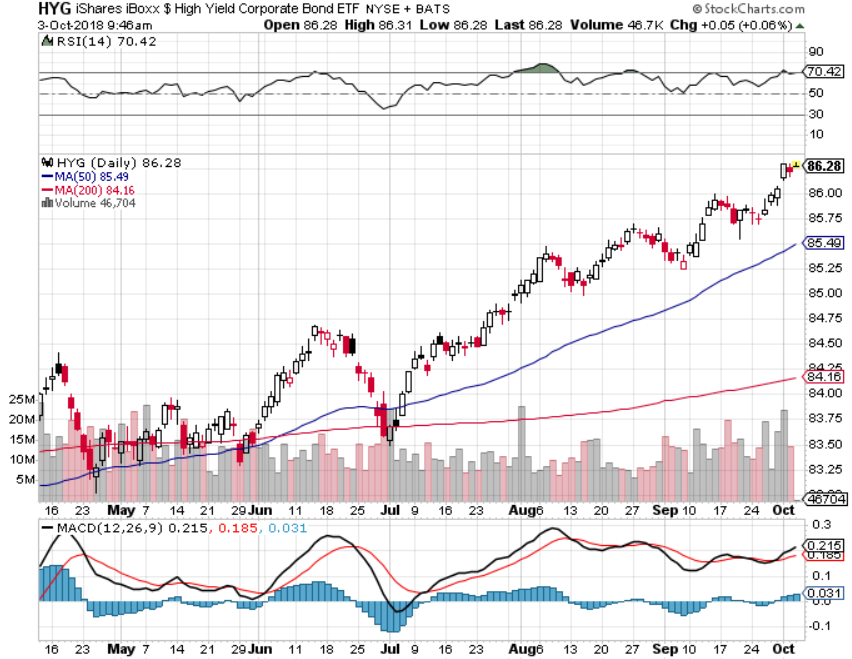 HYG iShares iBoxx $ High Yield Corporate Bond ETF NYSE + BATS © StockCharts.com
3-Oct-2018 9:46am Open 86.28 High 86.31 Low 86.28 Last 86.28 Volume 46.7K Chg +0.05 (+0.06%)
RSI(14) 70.42
90
70.42
50
30
10
HYG (Daily) 86.28
MA(50) 85.49
MA(200) 84.16
Volume 46,704
86.28
86.00
85.75
85.49
85.25
85.00
84.75
84.50
84.25
84.16
84.00
25M 83.75
20M
15M 83.50
10M 83.25
5M
46704
16 23 May 7 14 21 29 Jun 11 18 25 Jul 9 16 23 Aug 6 13 20 27 Sep 10 17 24 Oct
MACD(12,26,9) 0.215, 0.185, 0.031
0.3
0.215
0.185
0.1
0.031
0.0
-0.1
16 23 May 7 14 21 29 Jun 11 18 25 Jul 9 16 23 Aug 6 13 20 27 Sep 10 17 24 Oct